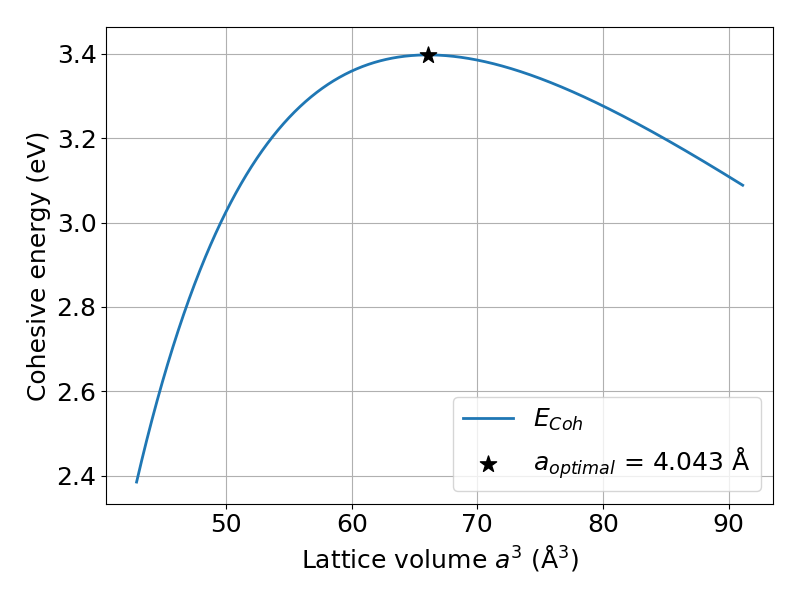 3.4
3.2
3.0
2.8
2.6
2.4
Cohesive energy (eV)
50 60 70 80 90
Lattice volume a³ (Å³)
E_Coh
a_optimal = 4.043 Å